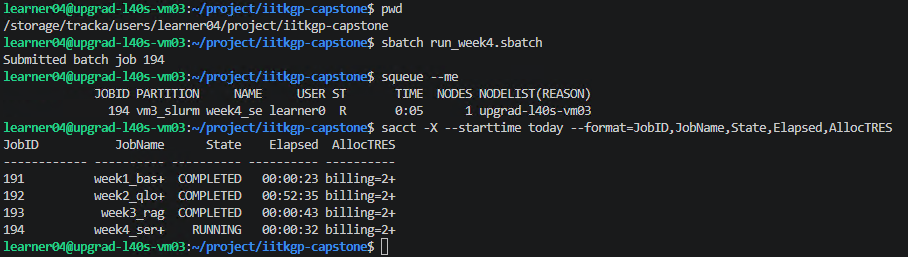 learner04@upgrad-l40s-vm03:~/project/iitkgp-capstone$ pwd
/storage/tracka/users/learner04/project/iitkgp-capstone
learner04@upgrad-l40s-vm03:~/project/iitkgp-capstone$ sbatch run_week4.sbatch
Submitted batch job 194
learner04@upgrad-l40s-vm03:~/project/iitkgp-capstone$ squeue --me
JOBID PARTITION NAME USER ST TIME NODES NODELIST(REASON)
194 vm3_slurm week4_se learner0 R 0:05 1 upgrad-l40s-vm03
learner04@upgrad-l40s-vm03:~/project/iitkgp-capstone$ sacct -X --starttime today --format=JobID,JobName,State,Elapsed,AllocTRES
JobID JobName State Elapsed AllocTRES
------------ ---------- ---------- ---------- ----------
191 week1_bas+ COMPLETED 00:00:23 billing=2+
192 week2_qlo+ COMPLETED 00:52:35 billing=2+
193 week3_rag COMPLETED 00:00:43 billing=2+
194 week4_ser+ RUNNING 00:00:32 billing=2+
learner04@upgrad-l40s-vm03:~/project/iitkgp-capstone$